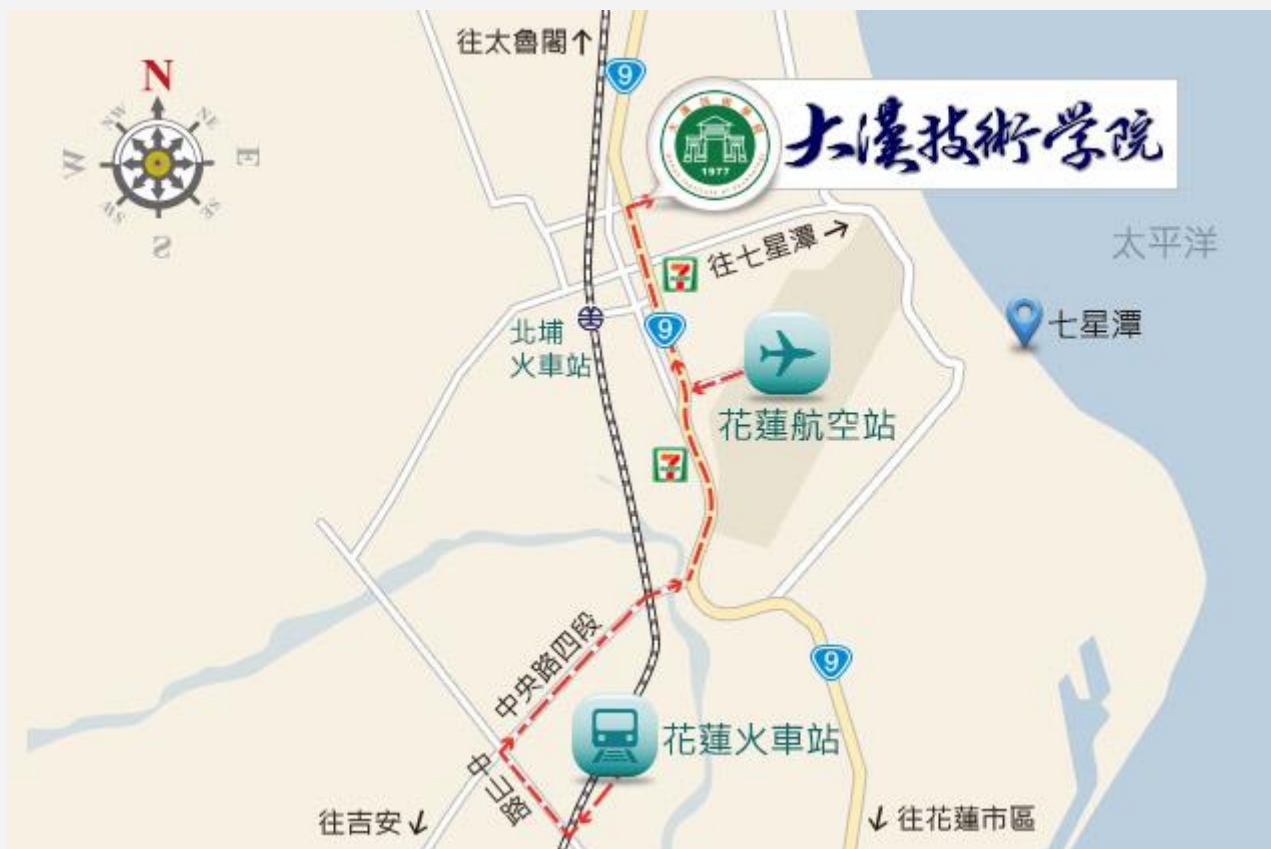 往太魯閣↑
N
NW
NE
W
E
SW
SE
S
9
1977
大漢技術学院
太平洋
往七星潭→
7
9
七星潭
北埔
火車站
花蓮航空站
7
中央路四段
9
花蓮火車站
中山路
往吉安↓
↓往花蓮市區